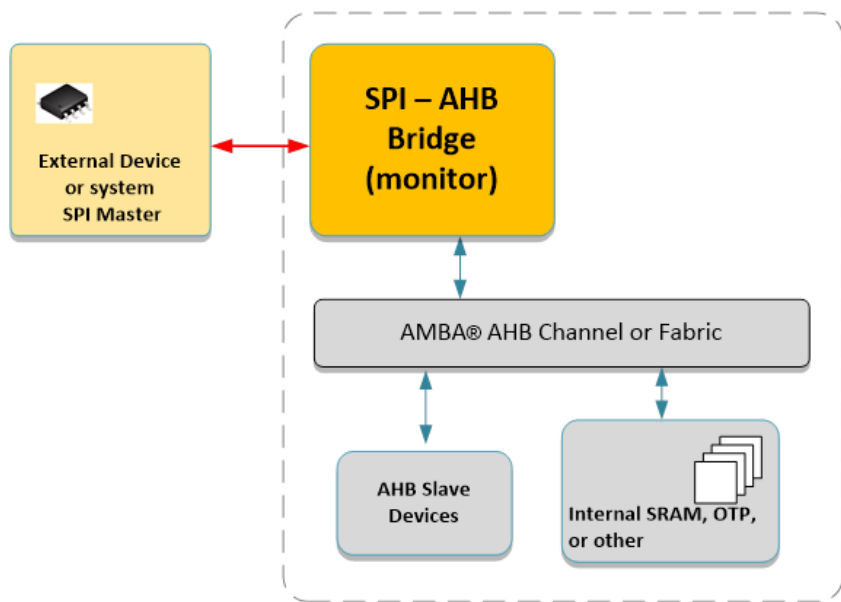 SPI – AHB
Bridge
(monitor)
External Device
or system
SPI Master
AMBA® AHB Channel or Fabric
AHB Slave
Devices
Internal SRAM, OTP,
or other